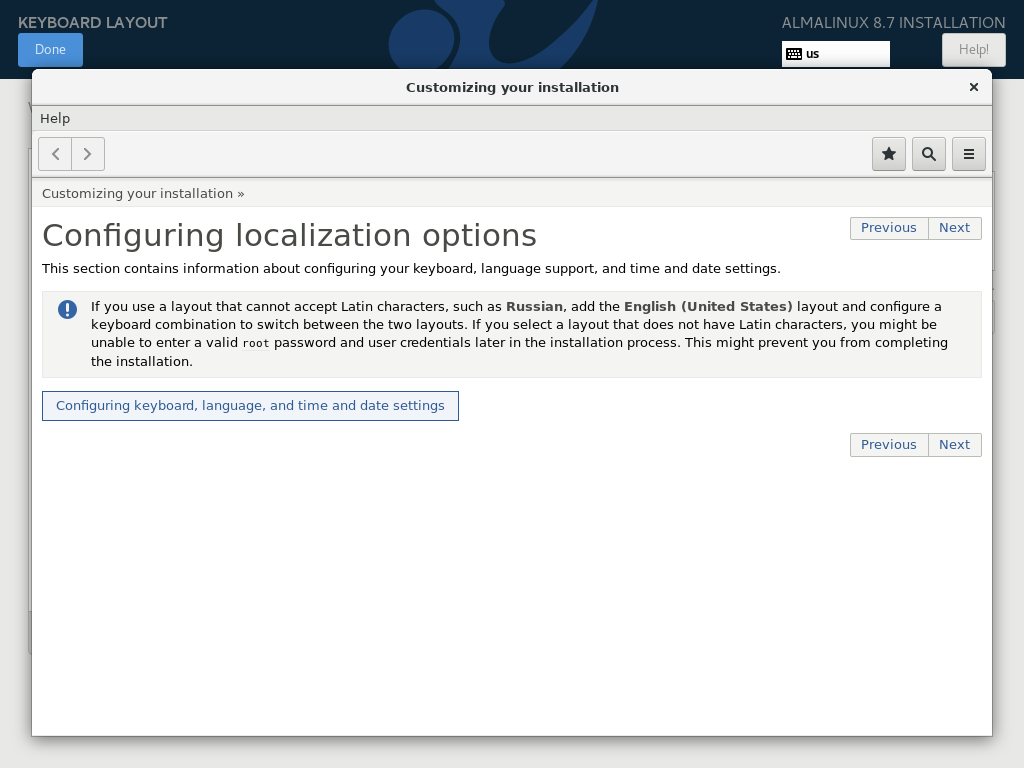 KEYBOARD LAYOUT
ALMALINUX 8.7 INSTALLATION
Done
us
Help!
Customizing your installation
Help
Customizing your installation »
Configuring localization options
Previous
Next
This section contains information about configuring your keyboard, language support, and time and date settings.
If you use a layout that cannot accept Latin characters, such as Russian, add the English (United States) layout and configure a
keyboard combination to switch between the two layouts. If you select a layout that does not have Latin characters, you might be
unable to enter a valid root password and user credentials later in the installation process. This might prevent you from completing
the installation.
Configuring keyboard, language, and time and date settings
Previous
Next